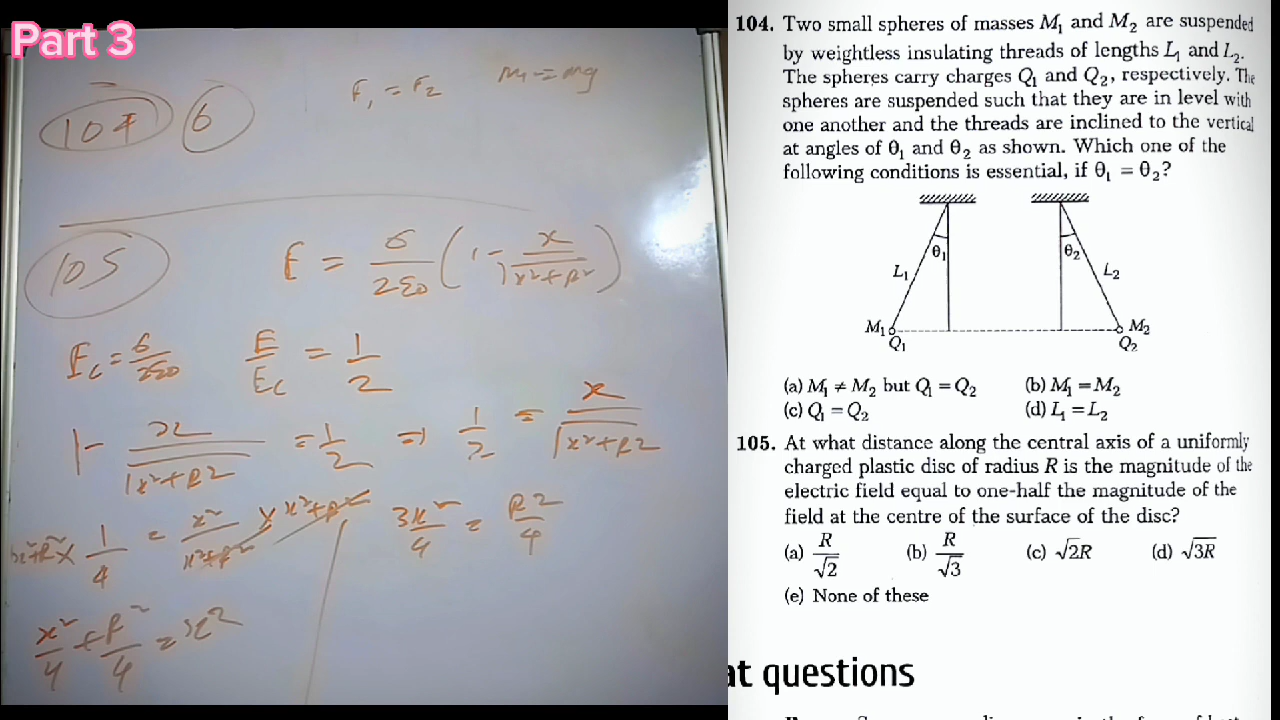 Part 3
104 6 F₁ = F₂ M₁ = mg
105 E = σ/2ε₀ (1 - x/√x²+R²)
E꜀ = σ/2ε₀ E/E꜀ = 1/2
1 - x/√x²+R² = 1/2 ⇒ 1/2 = x/√x²+R²
x²+R² × 1/4 = x²/x²+R² × x²+R² 3x²/4 = R²/4
x²/4 + R²/4 = x²
104. Two small spheres of masses M₁ and M₂ are suspended
by weightless insulating threads of lengths L₁ and L₂.
The spheres carry charges Q₁ and Q₂, respectively. The
spheres are suspended such that they are in level with
one another and the threads are inclined to the vertical
at angles of θ₁ and θ₂ as shown. Which one of the
following conditions is essential, if θ₁ = θ₂?
θ₁ θ₂
L₁ L₂
M₁ M₂
Q₁ Q₂
(a) M₁ ≠ M₂ but Q₁ = Q₂ (b) M₁ = M₂
(c) Q₁ = Q₂ (d) L₁ = L₂
105. At what distance along the central axis of a uniformly
charged plastic disc of radius R is the magnitude of the
electric field equal to one-half the magnitude of the
field at the centre of the surface of the disc?
(a) R/√2 (b) R/√3 (c) √2R (d) √3R
(e) None of these
at questions